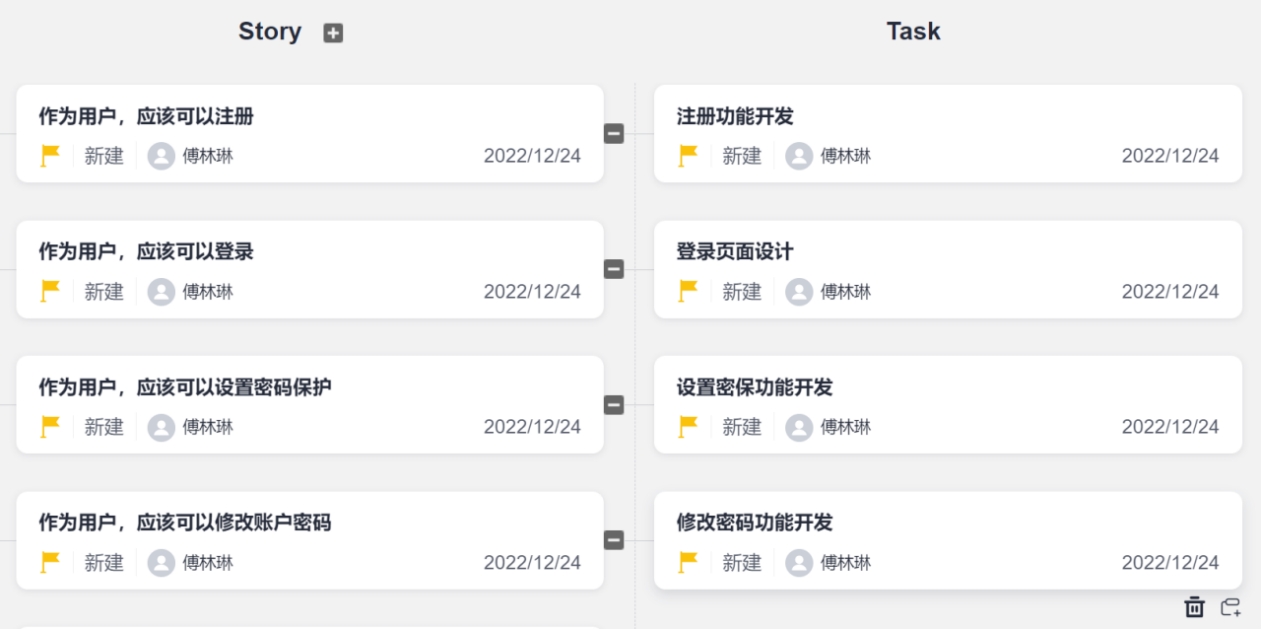 Story
Task
作为用户，应该可以注册
新建 傅林琳 2022/12/24
注册功能开发
新建 傅林琳 2022/12/24
作为用户，应该可以登录
新建 傅林琳 2022/12/24
登录页面设计
新建 傅林琳 2022/12/24
作为用户，应该可以设置密码保护
新建 傅林琳 2022/12/24
设置密保功能开发
新建 傅林琳 2022/12/24
作为用户，应该可以修改账户密码
新建 傅林琳 2022/12/24
修改密码功能开发
新建 傅林琳 2022/12/24